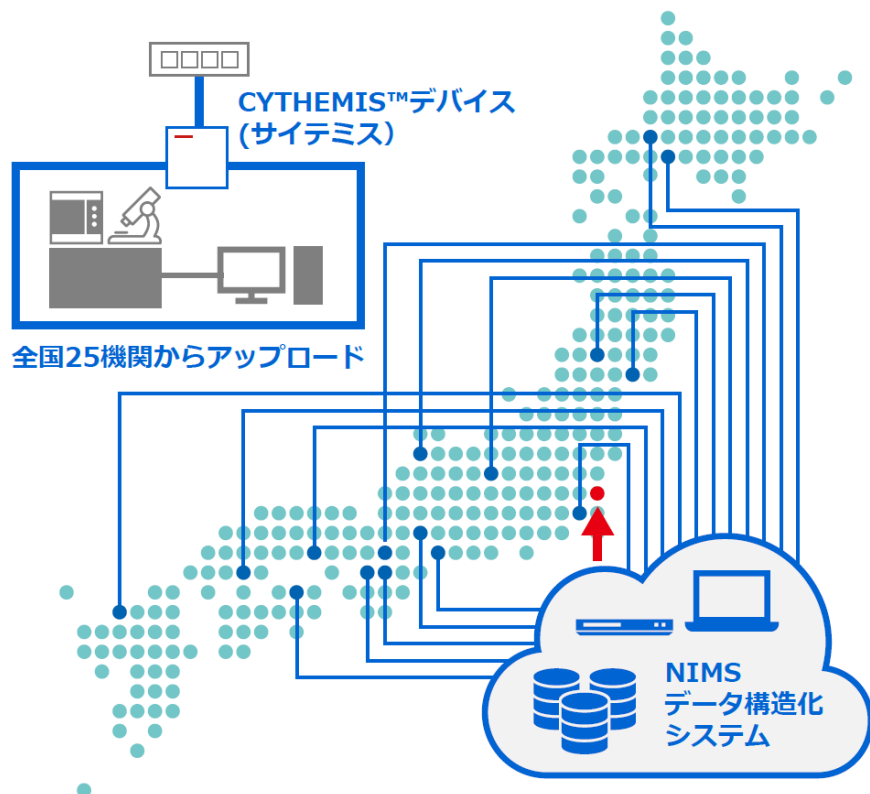 CYTHEMIS™デバイス
(サイテミス）
全国25機関からアップロード
NIMS
データ構造化
システム